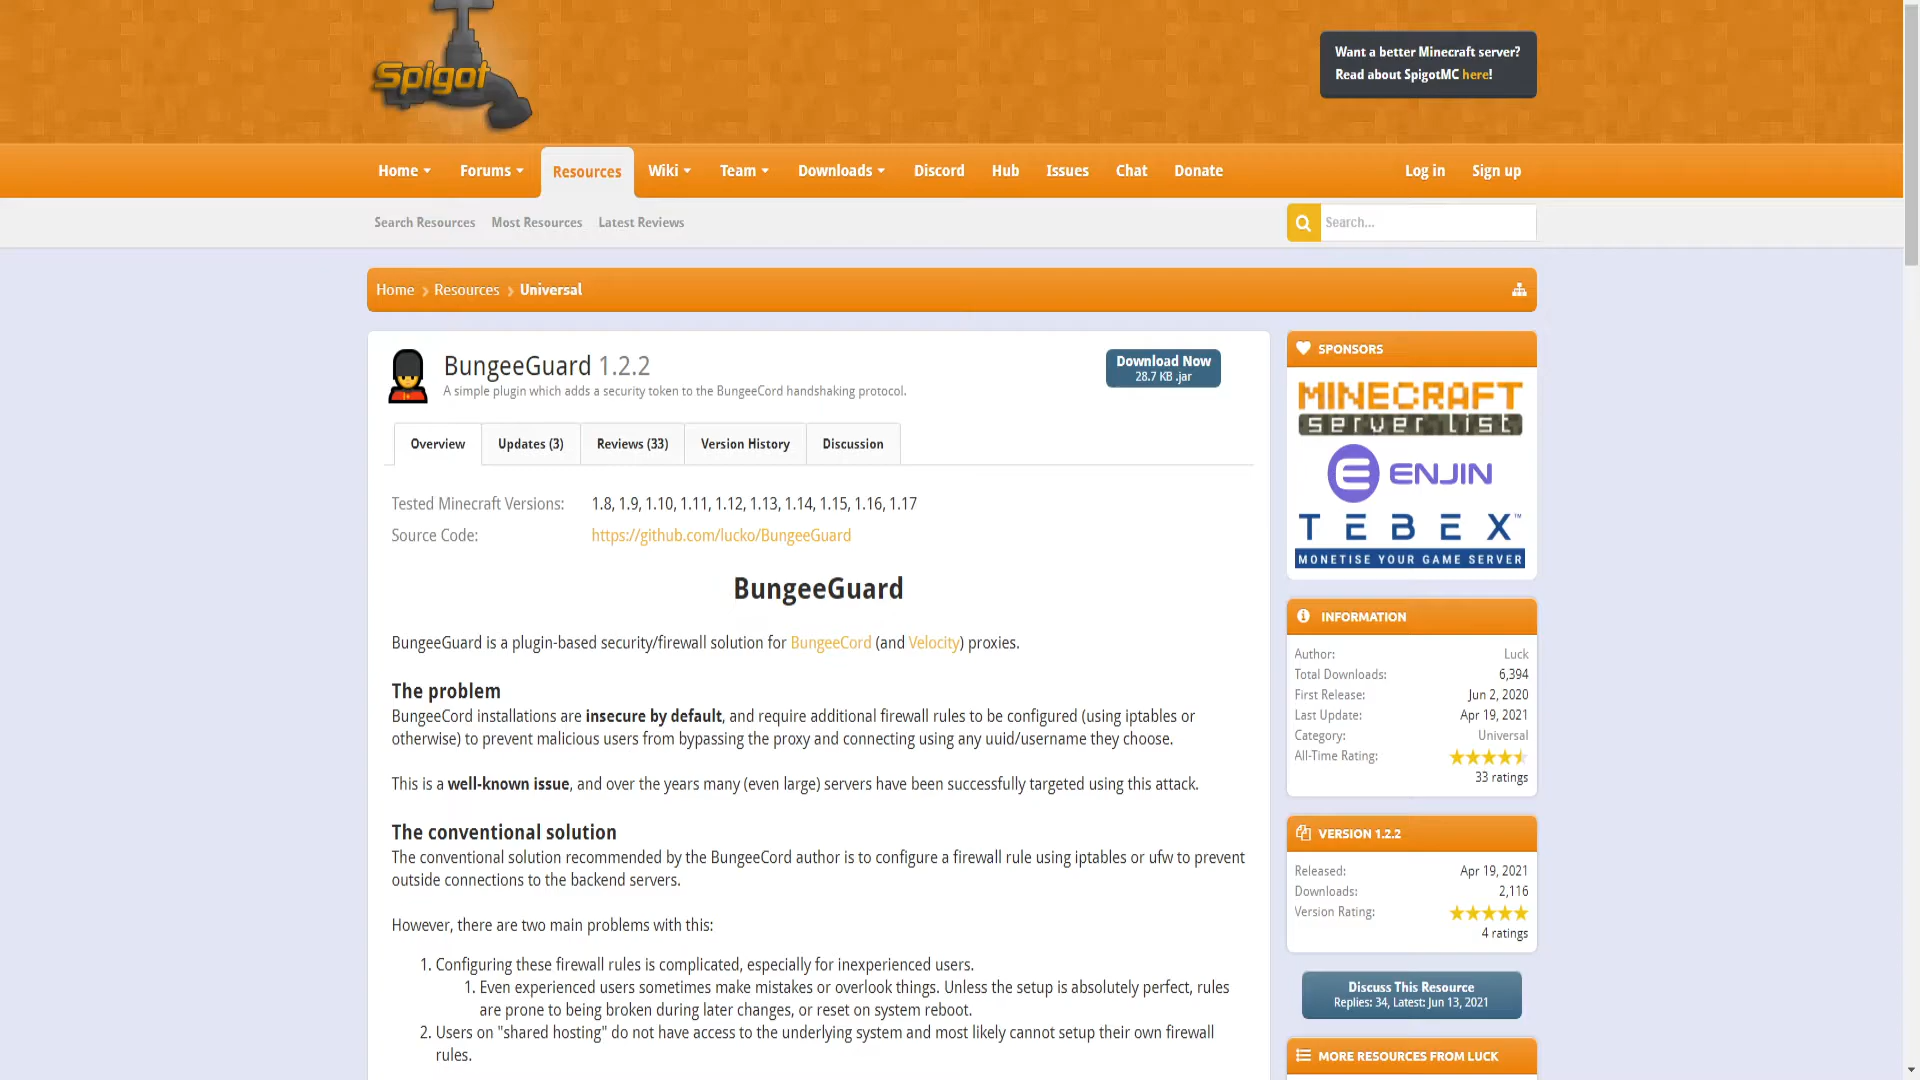 Spigot
Want a better Minecraft server?
Read about SpigotMC here!
Home Forums Resources Wiki Team Downloads Discord Hub Issues Chat Donate Log in Sign up
Search Resources Most Resources Latest Reviews Search...
Home Resources Universal
BungeeGuard 1.2.2
A simple plugin which adds a security token to the BungeeCord handshaking protocol.
Download Now
28.7 KB .jar
Overview Updates (3) Reviews (33) Version History Discussion
Tested Minecraft Versions: 1.8, 1.9, 1.10, 1.11, 1.12, 1.13, 1.14, 1.15, 1.16, 1.17
Source Code: https://github.com/lucko/BungeeGuard
BungeeGuard
BungeeGuard is a plugin-based security/firewall solution for BungeeCord (and Velocity) proxies.
The problem
BungeeCord installations are insecure by default, and require additional firewall rules to be configured (using iptables or
otherwise) to prevent malicious users from bypassing the proxy and connecting using any uuid/username they choose.
This is a well-known issue, and over the years many (even large) servers have been successfully targeted using this attack.
The conventional solution
The conventional solution recommended by the BungeeCord author is to configure a firewall rule using iptables or ufw to prevent
outside connections to the backend servers.
However, there are two main problems with this:
1. Configuring these firewall rules is complicated, especially for inexperienced users.
1. Even experienced users sometimes make mistakes or overlook things. Unless the setup is absolutely perfect, rules
are prone to being broken during later changes, or reset on system reboot.
2. Users on "shared hosting" do not have access to the underlying system and most likely cannot setup their own firewall
rules.
SPONSORS
MINECRAFT
server list
ENJIN
TEBEX™
MONETISE YOUR GAME SERVER
INFORMATION
Author: Luck
Total Downloads: 6,394
First Release: Jun 2, 2020
Last Update: Apr 19, 2021
Category: Universal
All-Time Rating:
33 ratings
VERSION 1.2.2
Released: Apr 19, 2021
Downloads: 2,116
Version Rating:
4 ratings
Discuss This Resource
Replies: 34, Latest: Jun 13, 2021
MORE RESOURCES FROM LUCK